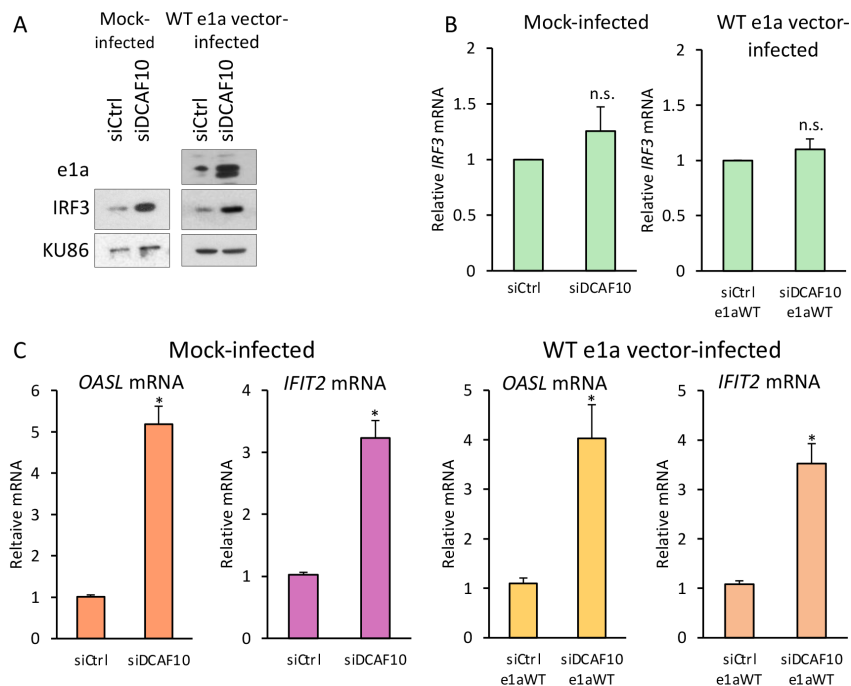 A
Mock-
infected
WT e1a vector-
infected
siCtrl
siDCAF10
siCtrl
siDCAF10
e1a
IRF3
KU86
B
Mock-infected
Relative IRF3 mRNA
2
1.5
1
0.5
0
n.s.
siCtrl
siDCAF10
WT e1a vector-
infected
Relative IRF3 mRNA
2
1.5
1
0.5
0
n.s.
siCtrl
e1aWT
siDCAF10
e1aWT
C
Mock-infected
OASL mRNA
Reltaive mRNA
6
5
4
3
2
1
0
*
siCtrl
siDCAF10
IFIT2 mRNA
Relative mRNA
4
3
2
1
0
*
siCtrl
siDCAF10
WT e1a vector-infected
OASL mRNA
Relative mRNA
5
4
3
2
1
0
*
siCtrl
e1aWT
siDCAF10
e1aWT
IFIT2 mRNA
Relative mRNA
5
4
3
2
1
0
*
siCtrl
e1aWT
siDCAF10
e1aWT